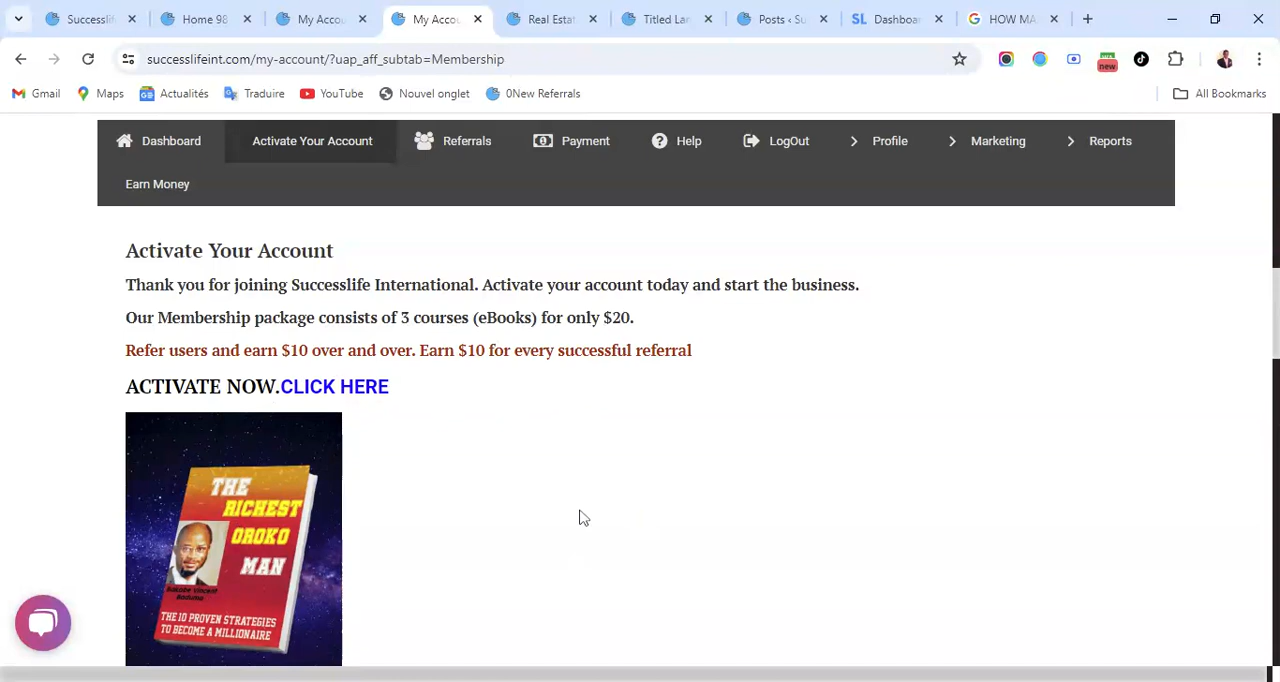 Successli
Home 98
My Accou
My Accou
Real Esta
Titled Lan
Posts ‹ Su
SL Dashboar
HOW MA
successlifeint.com/my-account/?uap_aff_subtab=Membership
new
Gmail
Maps
Actualités
Traduire
YouTube
Nouvel onglet
0New Referrals
All Bookmarks
Dashboard
Activate Your Account
Referrals
Payment
Help
LogOut
Profile
Marketing
Reports
Earn Money
Activate Your Account
Thank you for joining Successlife International. Activate your account today and start the business.
Our Membership package consists of 3 courses (eBooks) for only $20.
Refer users and earn $10 over and over. Earn $10 for every successful referral
ACTIVATE NOW.CLICK HERE
THE
RICHEST
OROKO
MAN
THE 10 PROVEN STRATEGIES
TO BECOME A MILLIONAIRE